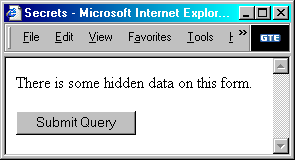 Secrets - Microsoft Internet Explor...
File Edit View Favorites Tools H »
GTE
There is some hidden data on this form.
Submit Query